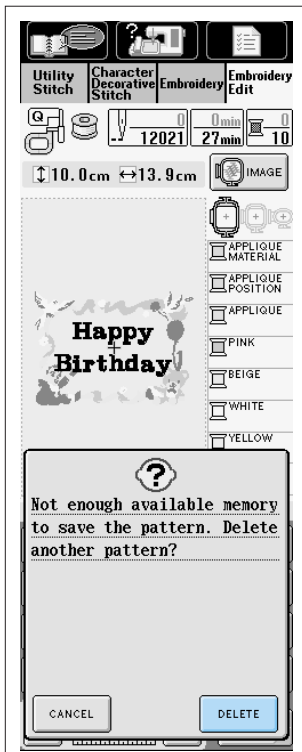 Utility Stitch
Character Decorative Stitch
Embroidery
Embroidery Edit
Q
0
12021
0min
27min
0
10
10.0cm 13.9cm
IMAGE
APPLIQUE MATERIAL
APPLIQUE POSITION
APPLIQUE
PINK
BEIGE
WHITE
YELLOW
Happy
Birthday
Not enough available memory
to save the pattern. Delete
another pattern?
CANCEL
DELETE